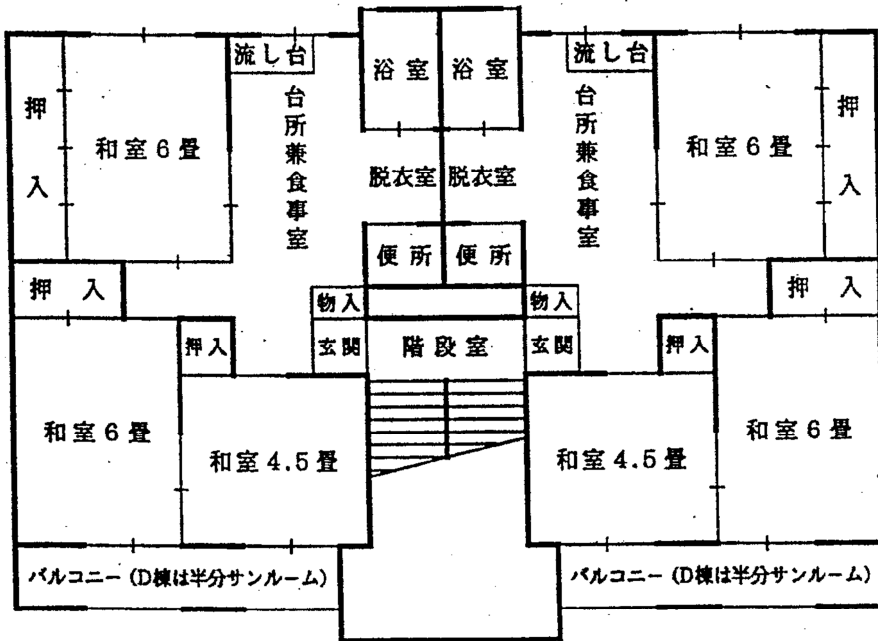 流し台
浴室
浴室
流し台
押入
和室6畳
台所兼食事室
台所兼食事室
和室6畳
押入
脱衣室
脱衣室
便所
便所
押入
物入
物入
押入
押入
玄関
階段室
玄関
押入
和室6畳
和室4.5畳
和室4.5畳
和室6畳
バルコニー(D棟は半分サンルーム)
バルコニー(D棟は半分サンルーム)